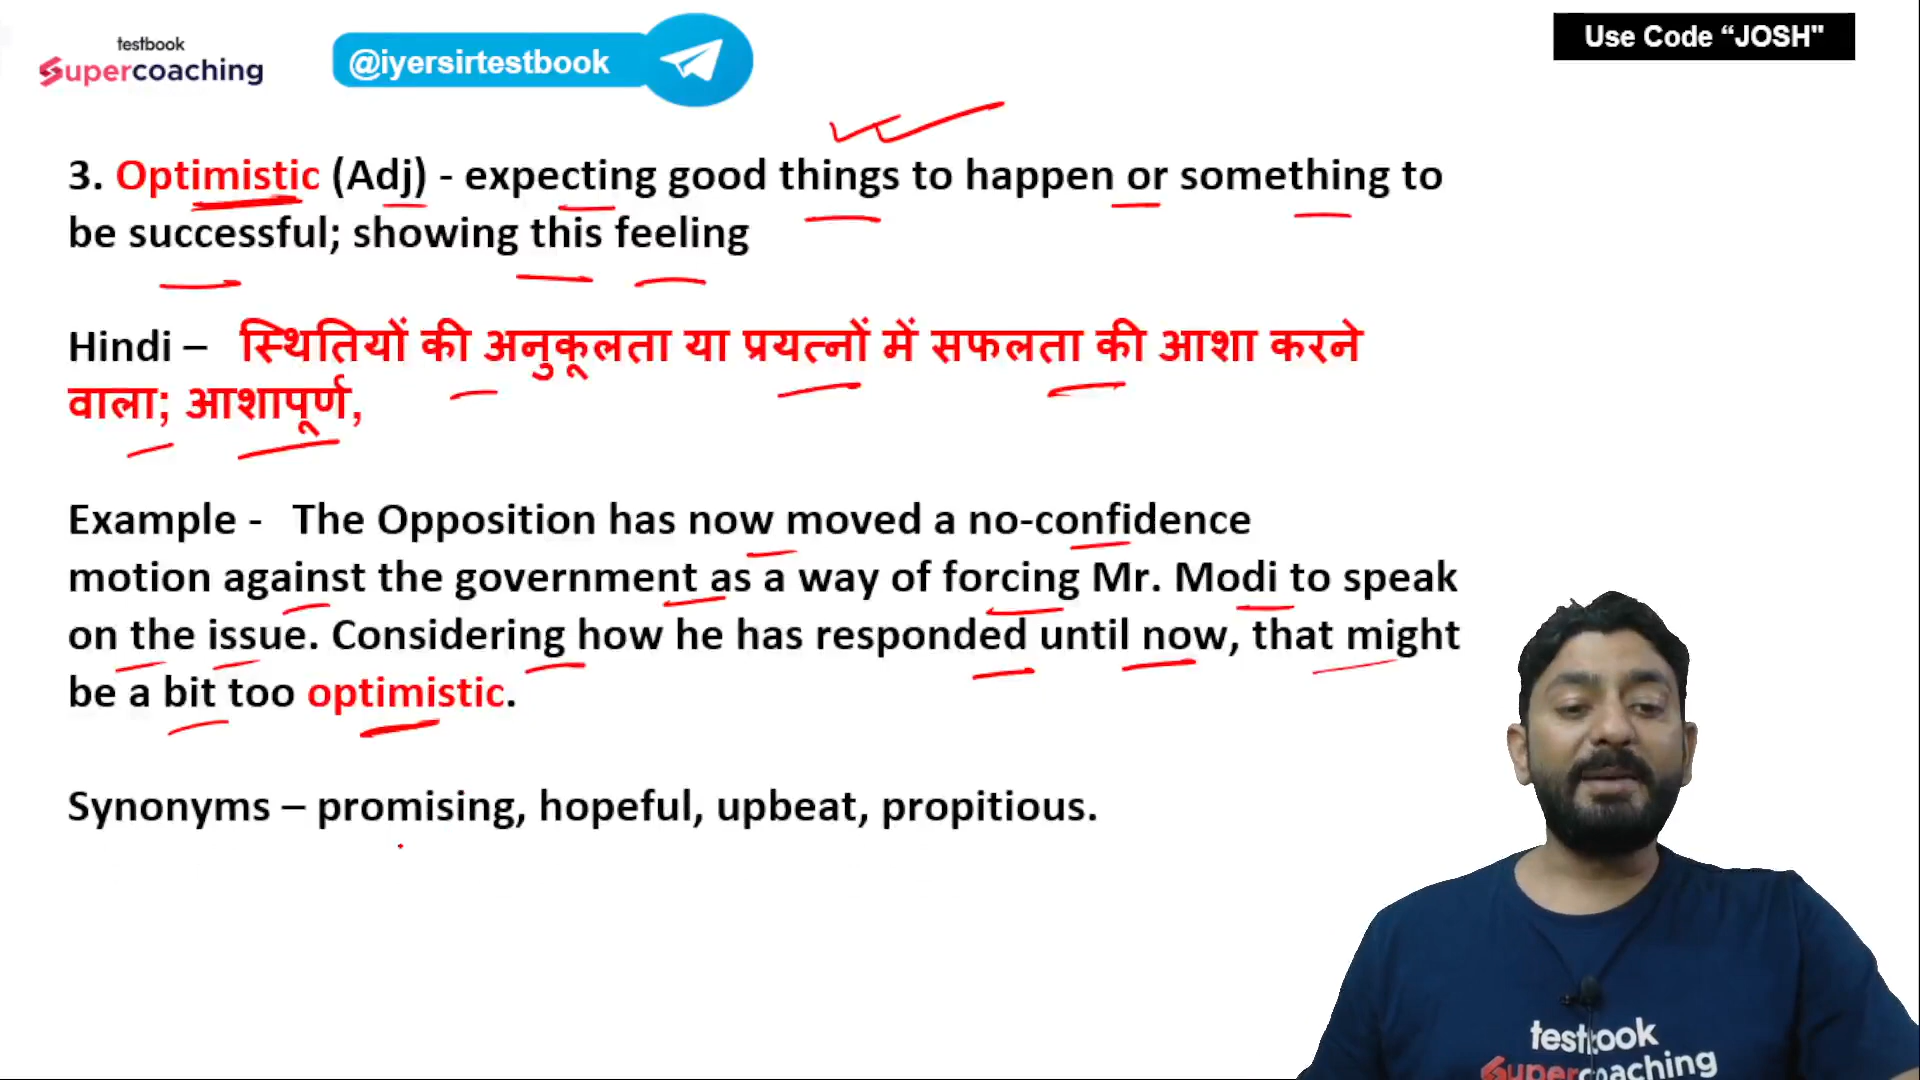 testbook
Supercoaching
@iyersirtestbook
Use Code “JOSH"
3. Optimistic (Adj) - expecting good things to happen or something to
be successful; showing this feeling
Hindi – स्थितियों की अनुकूलता या प्रयत्नों में सफलता की आशा करने
वाला; आशापूर्ण,
Example - The Opposition has now moved a no-confidence
motion against the government as a way of forcing Mr. Modi to speak
on the issue. Considering how he has responded until now, that might
be a bit too optimistic.
Synonyms – promising, hopeful, upbeat, propitious.
testbook
Supercoaching